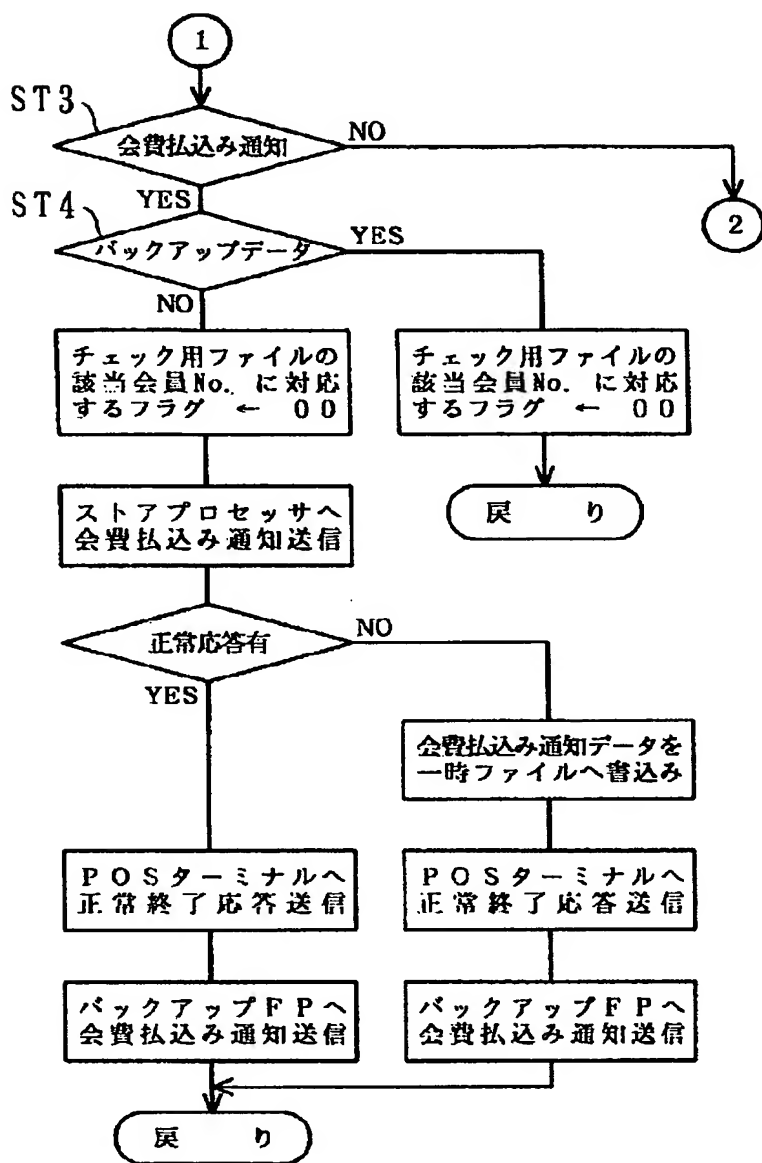 1
ST3
会費払込み通知
NO
YES
2
ST4
バックアップデータ
YES
NO
チェック用ファイルの
該当会員No. に対応
するフラグ ← 00
チェック用ファイルの
該当会員No. に対応
するフラグ ← 00
ストアプロセッサへ
会費払込み通知送信
戻 り
正常応答有
NO
YES
会費払込み通知データを
一時ファイルへ書込み
POSターミナルへ
正常終了応答送信
POSターミナルへ
正常終了応答送信
バックアップFPへ
会費払込み通知送信
バックアップFPへ
会費払込み通知送信
戻 り